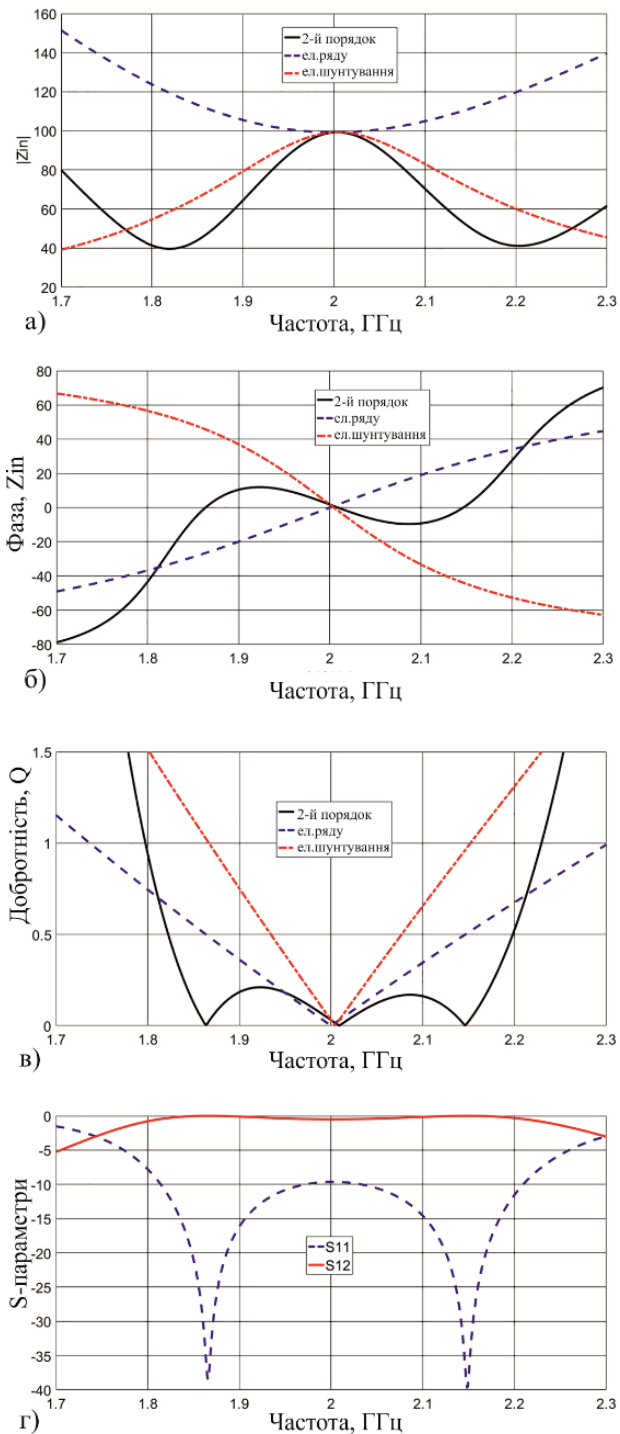 160
140
120
100
80
60
40
20
|Zin|
2-й порядок
ел.ряду
ел.шунтування
1.7 1.8 1.9 2 2.1 2.2 2.3
а) Частота, ГГц
80
60
40
20
0
-20
-40
-60
-80
Фаза, Zin
2-й порядок
ел.ряду
ел.шунтування
1.7 1.8 1.9 2 2.1 2.2 2.3
б) Частота, ГГц
1.5
1
0.5
0
Добротність, Q
2-й порядок
ел.ряду
ел.шунтування
1.7 1.8 1.9 2 2.1 2.2 2.3
в) Частота, ГГц
0
-5
-10
-15
-20
-25
-30
-35
-40
S-параметри
S11
S12
1.7 1.8 1.9 2 2.1 2.2 2.3
г) Частота, ГГц